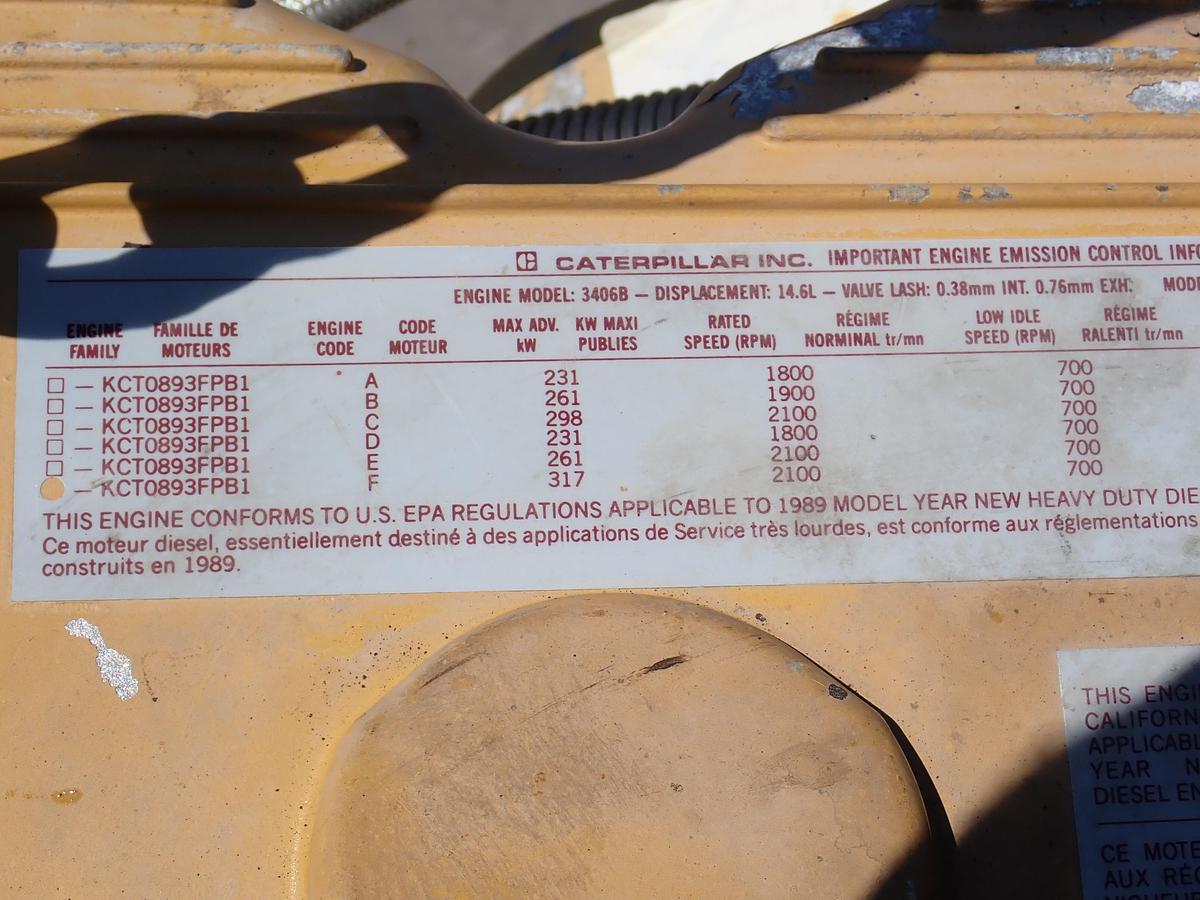 CATERPILLAR INC. IMPORTANT ENGINE EMISSION CONTROL INFO
ENGINE MODEL: 3406B — DISPLACEMENT: 14.6L — VALVE LASH: 0.38mm INT. 0.76mm EXH. MODE
ENGINE FAMILY FAMILLE DE MOTEURS ENGINE CODE CODE MOTEUR MAX ADV. kW KW MAXI PUBLIES RATED SPEED (RPM) RÉGIME NORMINAL tr/mn LOW IDLE SPEED (RPM) RÉGIME RALENTI tr/mn
☐ — KCT0893FPB1 A 231 1800 700
☐ — KCT0893FPB1 B 261 1900 700
☐ — KCT0893FPB1 C 298 2100 700
☐ — KCT0893FPB1 D 231 1800 700
☐ — KCT0893FPB1 E 261 2100 700
— KCT0893FPB1 F 317 2100 700
THIS ENGINE CONFORMS TO U.S. EPA REGULATIONS APPLICABLE TO 1989 MODEL YEAR NEW HEAVY DUTY DIE
Ce moteur diesel, essentiellement destiné à des applications de Service très lourdes, est conforme aux réglementations
construits en 1989.
THIS ENGI
CALIFORN
APPLICABL
YEAR N
DIESEL EN
CE MOTE
AUX RÉG